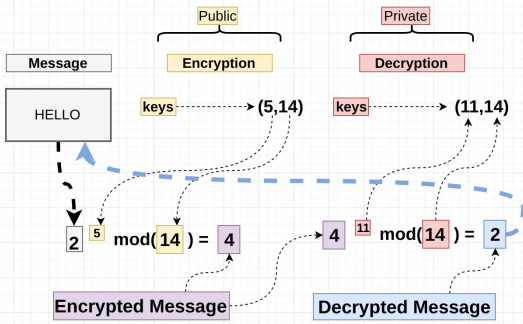 Public
Private
Message
Encryption
Decryption
keys
(5,14)
keys
(11,14)
HELLO
2 5 mod( 14 ) = 4
4 11 mod( 14 ) = 2
Encrypted Message
Decrypted Message